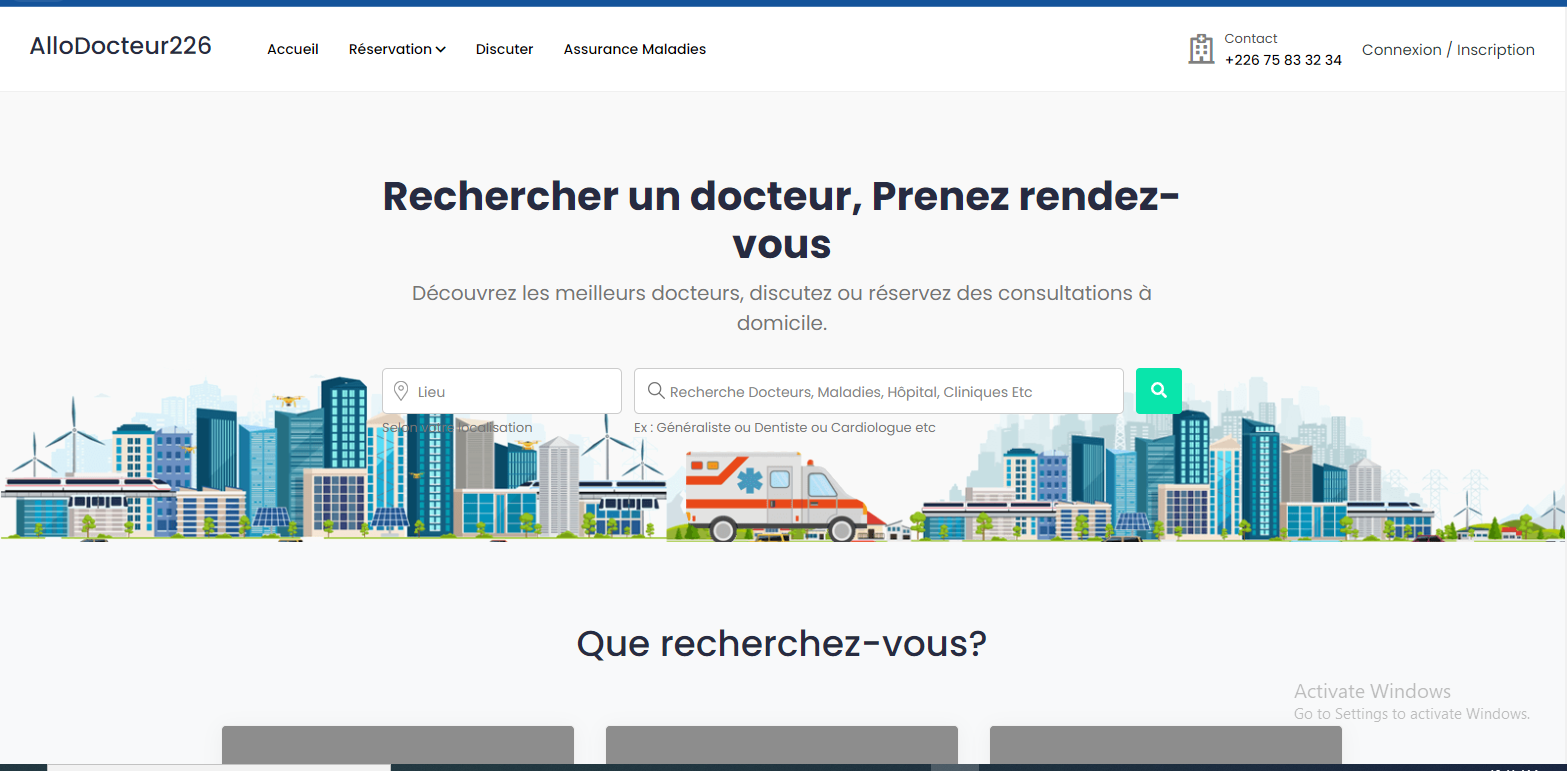 AlloDocteur226
Accueil
Réservation
Discuter
Assurance Maladies
Contact
+226 75 83 32 34
Connexion / Inscription
Rechercher un docteur, Prenez rendez-
vous
Découvrez les meilleurs docteurs, discutez ou réservez des consultations à
domicile.
Lieu
Recherche Docteurs, Maladies, Hôpital, Cliniques Etc
Selon votre localisation
Ex : Généraliste ou Dentiste ou Cardiologue etc
Que recherchez-vous?
Activate Windows
Go to Settings to activate Windows.